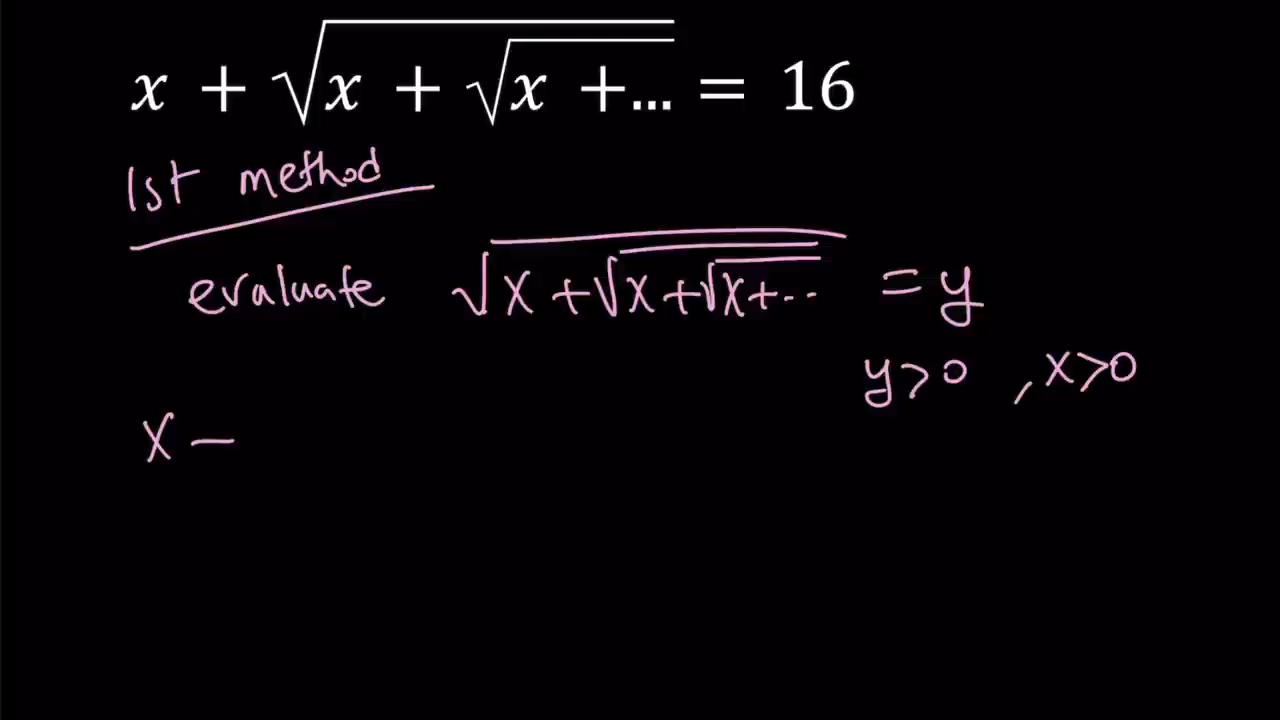 x + √x + √x +... = 16
1st method
evaluate √x + √x + √x + ... = y
y > 0 , x > 0
x –